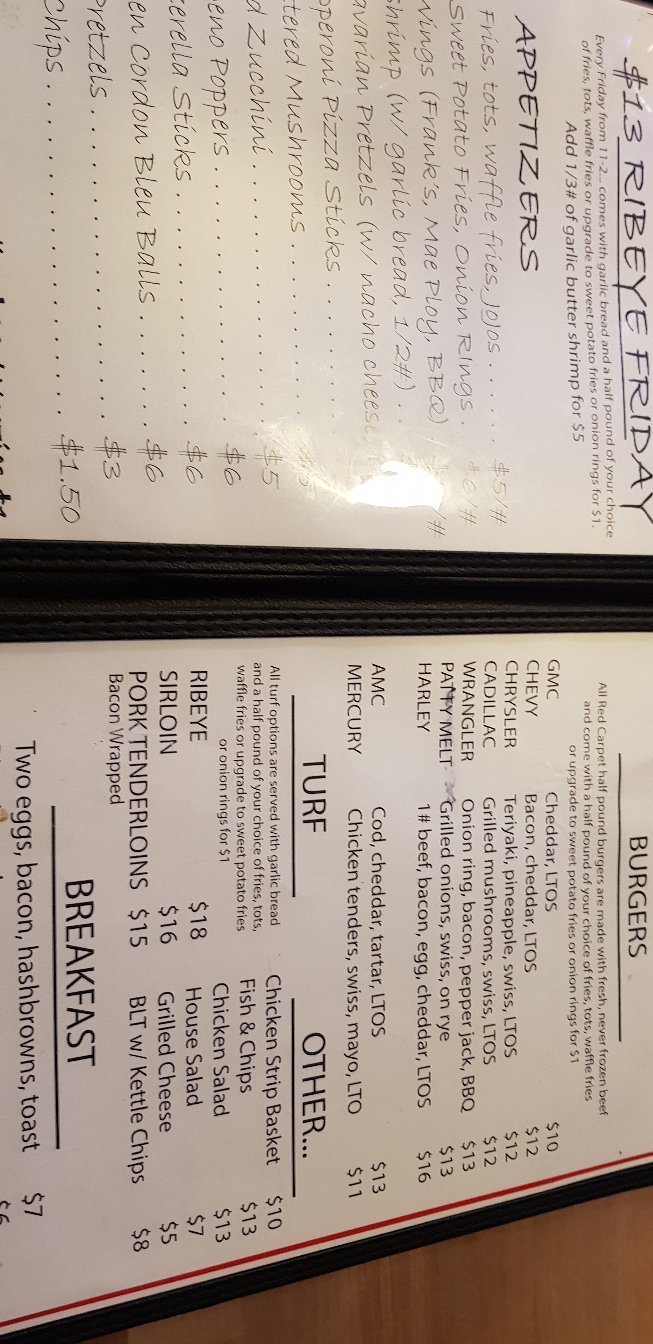 $13 RIBEYE FRIDAY
Every Friday from 11-2... comes with garlic bread and a half pound of your choice
of fries, tots, waffle fries or upgrade to sweet potato fries or onion rings for $1.
Add 1/3# of garlic butter shrimp for $5
APPETIZERS
Fries, tots, waffle fries, JoJos . . . . . . $5/#
Sweet Potato Fries, Onion Rings . $6/#
Wings (Frank's, Mae Ploy, BBQ)
shrimp (w/ garlic bread, 1/2#) . .
avarian Pretzels (w/ nacho cheese
pperoni Pizza Sticks
tered Mushrooms . . . . . . . . .
d Zucchini . . . . . . . . . . . . . . . $5
eno Poppers . . . . . . . . . . . . . . $6
erella Sticks . . . . . . . . . . . . . . $6
en Cordon Bleu Balls . . . . . . . $6
Pretzels . . . . . . . . . . . . . . . . . . $3
Chips . . . . . . . . . . . . . . . . . . . . $1.50
BURGERS
All Red Carpet half pound burgers are made with fresh, never frozen beef
and come with a half pound of your choice of fries, tots, waffle fries
or upgrade to sweet potato fries or onion rings for $1
GMC Cheddar, LTOS $10
CHEVY Bacon, cheddar, LTOS $12
CHRYSLER Teriyaki, pineapple, swiss, LTOS $12
CADILLAC Grilled mushrooms, swiss, LTOS $12
WRANGLER Onion ring, bacon, pepper jack, BBQ $13
PATTY MELT Grilled onions, swiss, on rye $13
HARLEY 1# beef, bacon, egg, cheddar, LTOS $16
AMC Cod, cheddar, tartar, LTOS $13
MERCURY Chicken tenders, swiss, mayo, LTO $11
TURF
All turf options are served with garlic bread
and a half pound of your choice of fries, tots,
waffle fries or upgrade to sweet potato fries
or onion rings for $1
RIBEYE $18
SIRLOIN $16
PORK TENDERLOINS $15
Bacon Wrapped
OTHER...
Chicken Strip Basket $10
Fish & Chips $13
Chicken Salad $13
House Salad $7
Grilled Cheese $5
BLT w/ Kettle Chips $8
BREAKFAST
Two eggs, bacon, hashbrowns, toast $7